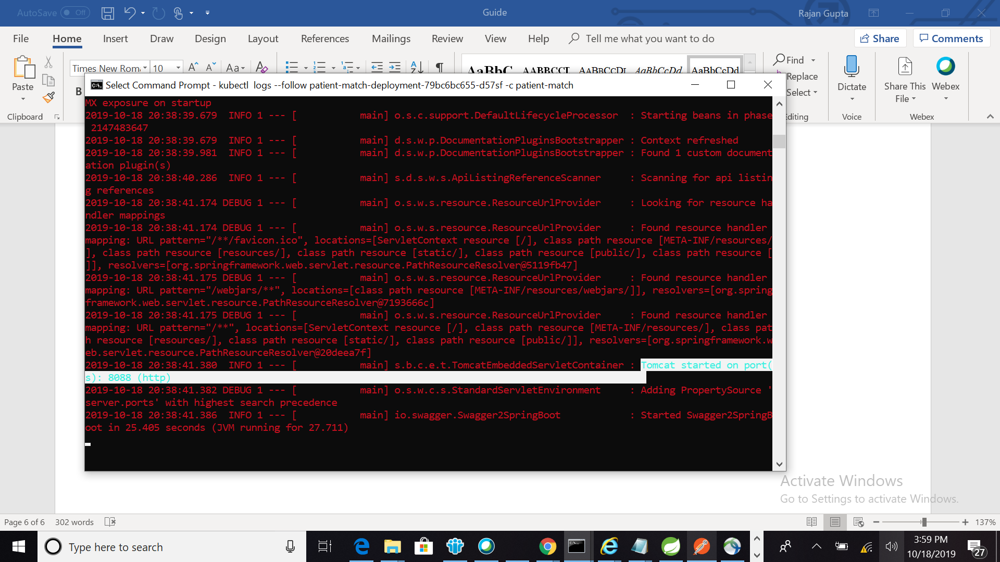 AutoSave Off
Guide
Rajan Gupta
File Home Insert Draw Design Layout References Mailings Review View Help Tell me what you want to do Share Comments
Paste
Clipboard
Times New Rom 10 Aa
B
AaBbC AABBCCI AABBCCDI AaBbCcDd AaBbCcDd
Find
Replace
Select
Editing
Dictate
Voice
Share This File
Webex
Webex
Select Command Prompt - kubectl  logs --follow patient-match-deployment-79bc6bc655-d57sf -c patient-match
MX exposure on startup
2019-10-18 20:38:39.679  INFO 1 --- [           main] o.s.c.support.DefaultLifecycleProcessor  : Starting beans in phase
 2147483647
2019-10-18 20:38:39.679  INFO 1 --- [           main] d.s.w.p.DocumentationPluginsBootstrapper : Context refreshed
2019-10-18 20:38:39.981  INFO 1 --- [           main] d.s.w.p.DocumentationPluginsBootstrapper : Found 1 custom document
ation plugin(s)
2019-10-18 20:38:40.286  INFO 1 --- [           main] s.d.s.w.s.ApiListingReferenceScanner     : Scanning for api listin
g references
2019-10-18 20:38:41.174 DEBUG 1 --- [           main] o.s.w.s.resource.ResourceUrlProvider     : Looking for resource ha
ndler mappings
2019-10-18 20:38:41.174 DEBUG 1 --- [           main] o.s.w.s.resource.ResourceUrlProvider     : Found resource handler
mapping: URL pattern="/**/favicon.ico", locations=[ServletContext resource [/], class path resource [META-INF/resources/
], class path resource [resources/], class path resource [static/], class path resource [public/], class path resource [
]], resolvers=[org.springframework.web.servlet.resource.PathResourceResolver@5119fb47]
2019-10-18 20:38:41.175 DEBUG 1 --- [           main] o.s.w.s.resource.ResourceUrlProvider     : Found resource handler
mapping: URL pattern="/webjars/**", locations=[class path resource [META-INF/resources/webjars/]], resolvers=[org.spring
framework.web.servlet.resource.PathResourceResolver@7193666c]
2019-10-18 20:38:41.175 DEBUG 1 --- [           main] o.s.w.s.resource.ResourceUrlProvider     : Found resource handler
mapping: URL pattern="/**", locations=[ServletContext resource [/], class path resource [META-INF/resources/], class pat
h resource [resources/], class path resource [static/], class path resource [public/]], resolvers=[org.springframework.w
eb.servlet.resource.PathResourceResolver@20deea7f]
2019-10-18 20:38:41.380  INFO 1 --- [           main] s.b.c.e.t.TomcatEmbeddedServletContainer : Tomcat started on port(
s): 8088 (http)
2019-10-18 20:38:41.382 DEBUG 1 --- [           main] o.s.w.c.s.StandardServletEnvironment     : Adding PropertySource '
server.ports' with highest search precedence
2019-10-18 20:38:41.386  INFO 1 --- [           main] io.swagger.Swagger2SpringBoot            : Started Swagger2SpringB
oot in 25.405 seconds (JVM running for 27.711)
Activate Windows
Go to Settings to activate Windows.
Page 6 of 6 302 words
137%
Type here to search
3:59 PM
10/18/2019
27